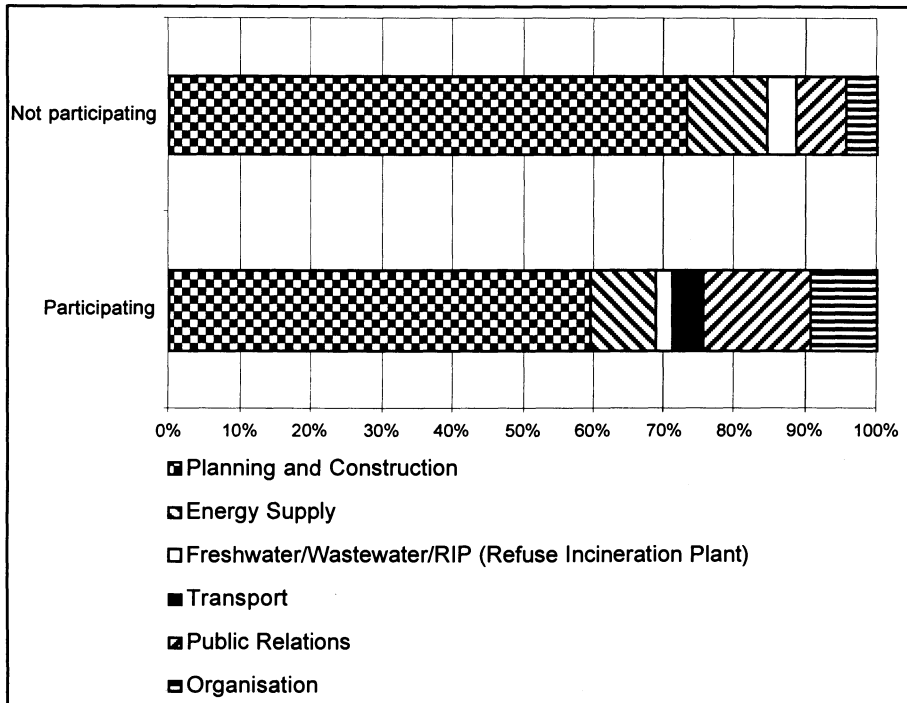 Not participating
Participating
0% 10% 20% 30% 40% 50% 60% 70% 80% 90% 100%
Planning and Construction
Energy Supply
Freshwater/Wastewater/RIP (Refuse Incineration Plant)
Transport
Public Relations
Organisation